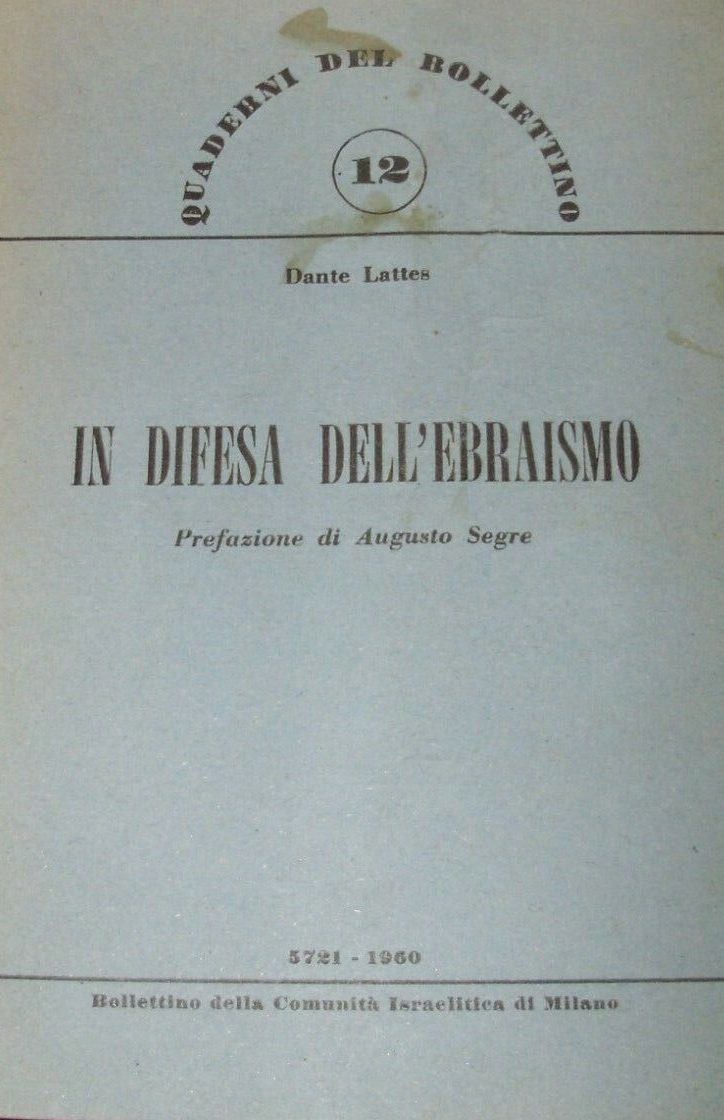 QUADERNI DEL BOLLETTINO
12
Dante Lattes
IN DIFESA DELL'EBRAISMO
Prefazione di Augusto Segre
5721 - 1960
Bollettino della Comunità Israelitica di Milano